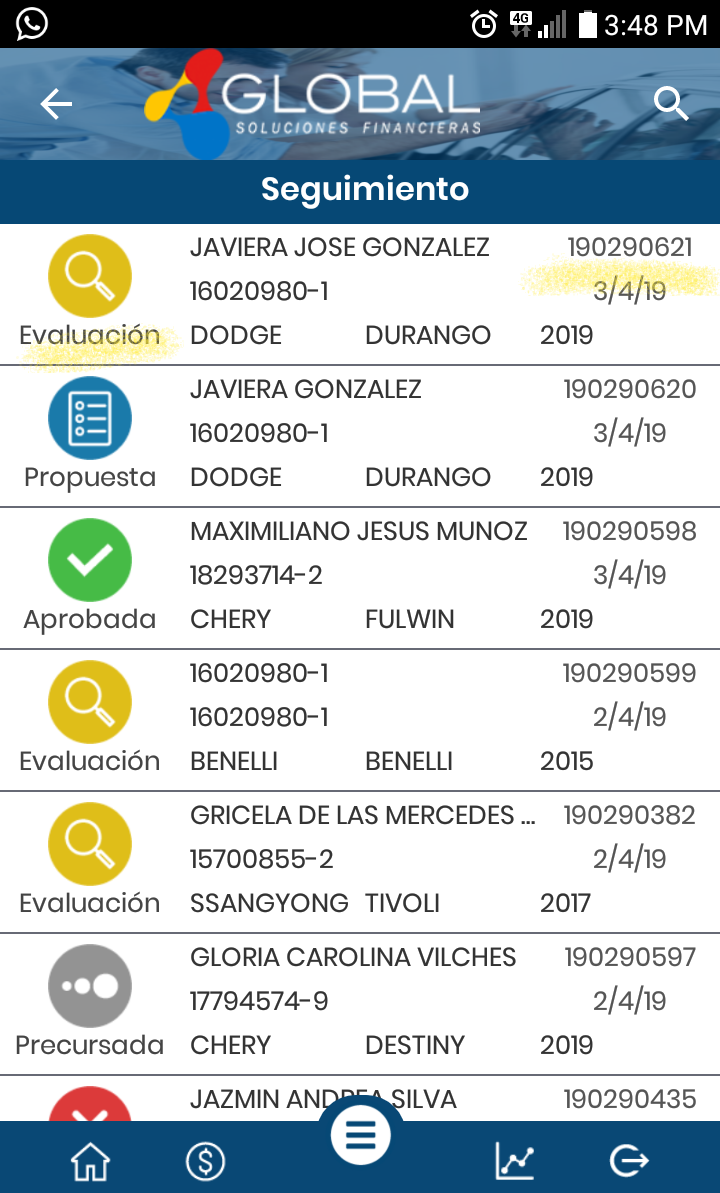 4G
3:48 PM
GLOBAL
SOLUCIONES FINANCIERAS
Seguimiento
JAVIERA JOSE GONZALEZ 190290621
16020980-1 3/4/19
Evaluación DODGE DURANGO 2019
JAVIERA GONZALEZ 190290620
16020980-1 3/4/19
Propuesta DODGE DURANGO 2019
MAXIMILIANO JESUS MUNOZ 190290598
18293714-2 3/4/19
Aprobada CHERY FULWIN 2019
16020980-1 190290599
16020980-1 2/4/19
Evaluación BENELLI BENELLI 2015
GRICELA DE LAS MERCEDES ... 190290382
15700855-2 2/4/19
Evaluación SSANGYONG TIVOLI 2017
GLORIA CAROLINA VILCHES 190290597
17794574-9 2/4/19
Precursada CHERY DESTINY 2019
JAZMIN ANDREA SILVA 190290435